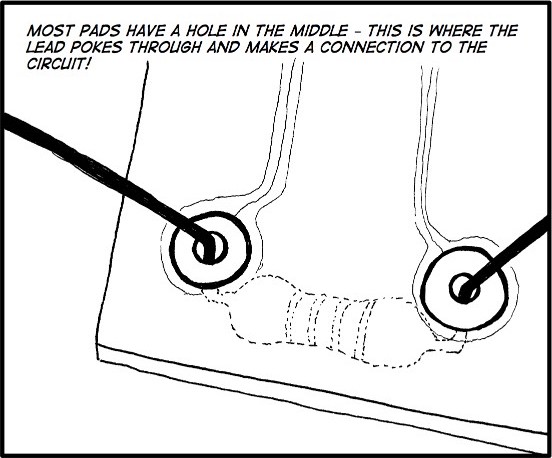 MOST PADS HAVE A HOLE IN THE MIDDLE - THIS IS WHERE THE
LEAD POKES THROUGH AND MAKES A CONNECTION TO THE
CIRCUIT!